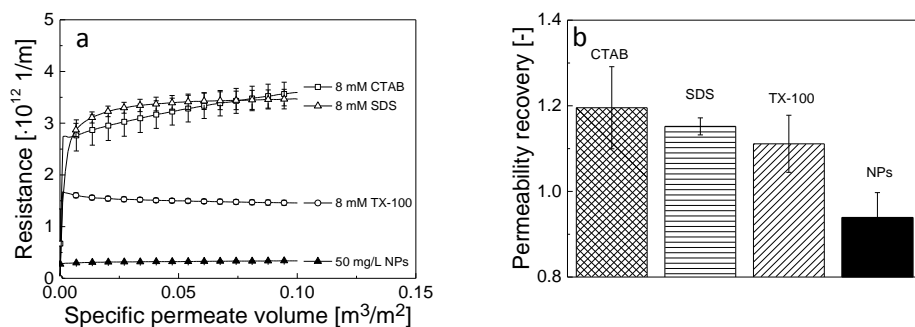 a
Resistance [·10¹² 1/m]
5
4
3
2
1
0
8 mM CTAB
8 mM SDS
8 mM TX-100
50 mg/L NPs
0.00
0.05
0.10
0.15
Specific permeate volume [m³/m²]
b
Permeability recovery [-]
1.4
1.2
1.0
0.8
CTAB
SDS
TX-100
NPs